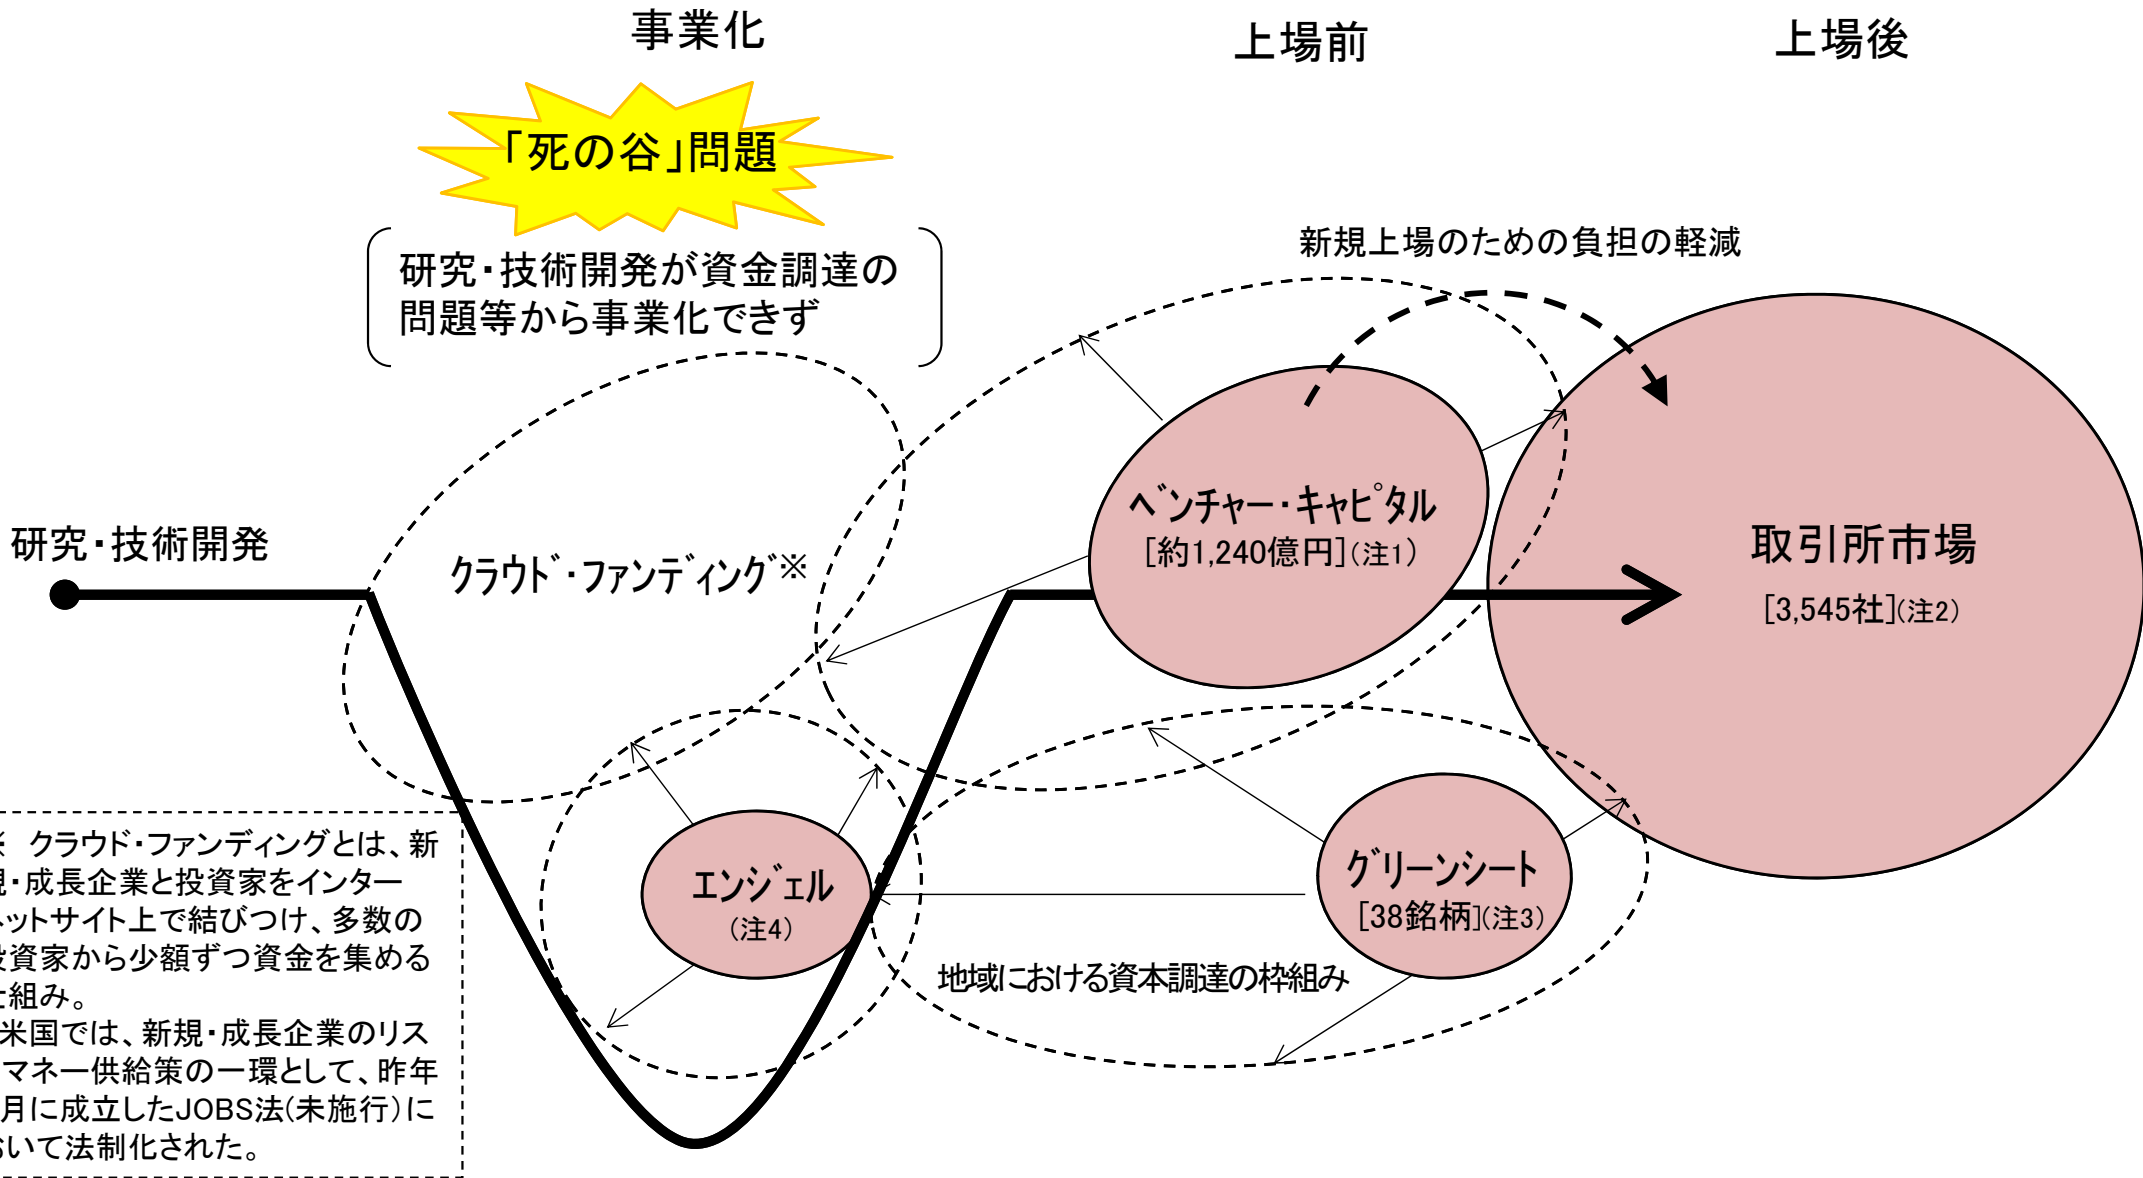 事業化
上場前
上場後
「死の谷」問題
研究・技術開発が資金調達の
問題等から事業化できず
新規上場のための負担の軽減
研究・技術開発
クラウド・ファンディング※
ベンチャー・キャピタル
[約1,240億円](注1)
取引所市場
[3,545社](注2)
エンジェル
(注4)
グリーンシート
[38銘柄](注3)
地域における資本調達の枠組み
クラウド・ファンディングとは、新
・成長企業と投資家をインター
ットサイト上で結びつけ、多数の
資家から少額ずつ資金を集める
組み。
米国では、新規・成長企業のリス
マネー供給策の一環として、昨年
月に成立したJOBS法(未施行)に
いて法制化された。